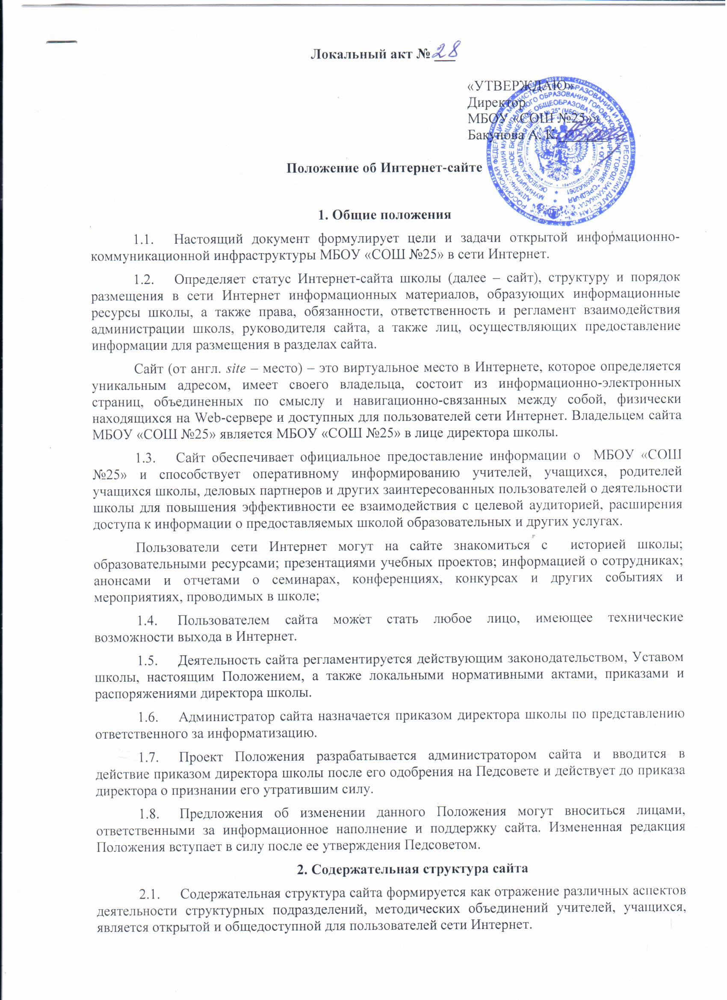 Локальный акт № 28
«УТВЕРЖДАЮ»
Директор
МБОУ «СОШ №25»»
Бакунова А. К.
Положение об Интернет-сайте
1. Общие положения
1.1. Настоящий документ формулирует цели и задачи открытой информационно-
коммуникационной инфраструктуры МБОУ «СОШ №25» в сети Интернет.
1.2. Определяет статус Интернет-сайта школы (далее – сайт), структуру и порядок
размещения в сети Интернет информационных материалов, образующих информационные
ресурсы школы, а также права, обязанности, ответственность и регламент взаимодействия
администрации школs, руководителя сайта, а также лиц, осуществляющих предоставление
информации для размещения в разделах сайта.
Сайт (от англ. site – место) – это виртуальное место в Интернете, которое определяется
уникальным адресом, имеет своего владельца, состоит из информационно-электронных
страниц, объединенных по смыслу и навигационно-связанных между собой, физически
находящихся на Web-сервере и доступных для пользователей сети Интернет. Владельцем сайта
МБОУ «СОШ №25» является МБОУ «СОШ №25» в лице директора школы.
1.3. Сайт обеспечивает официальное предоставление информации о МБОУ «СОШ
№25» и способствует оперативному информированию учителей, учащихся, родителей
учащихся школы, деловых партнеров и других заинтересованных пользователей о деятельности
школы для повышения эффективности ее взаимодействия с целевой аудиторией, расширения
доступа к информации о предоставляемых школой образовательных и других услугах.
Пользователи сети Интернет могут на сайте знакомиться с историей школы;
образовательными ресурсами; презентациями учебных проектов; информацией о сотрудниках;
анонсами и отчетами о семинарах, конференциях, конкурсах и других событиях и
мероприятиях, проводимых в школе;
1.4. Пользователем сайта может стать любое лицо, имеющее технические
возможности выхода в Интернет.
1.5. Деятельность сайта регламентируется действующим законодательством, Уставом
школы, настоящим Положением, а также локальными нормативными актами, приказами и
распоряжениями директора школы.
1.6. Администратор сайта назначается приказом директора школы по представлению
ответственного за информатизацию.
1.7. Проект Положения разрабатывается администратором сайта и вводится в
действие приказом директора школы после его одобрения на Педсовете и действует до приказа
директора о признании его утратившим силу.
1.8. Предложения об изменении данного Положения могут вноситься лицами,
ответственными за информационное наполнение и поддержку сайта. Измененная редакция
Положения вступает в силу после ее утверждения Педсоветом.
2. Содержательная структура сайта
2.1. Содержательная структура сайта формируется как отражение различных аспектов
деятельности структурных подразделений, методических объединений учителей, учащихся,
является открытой и общедоступной для пользователей сети Интернет.